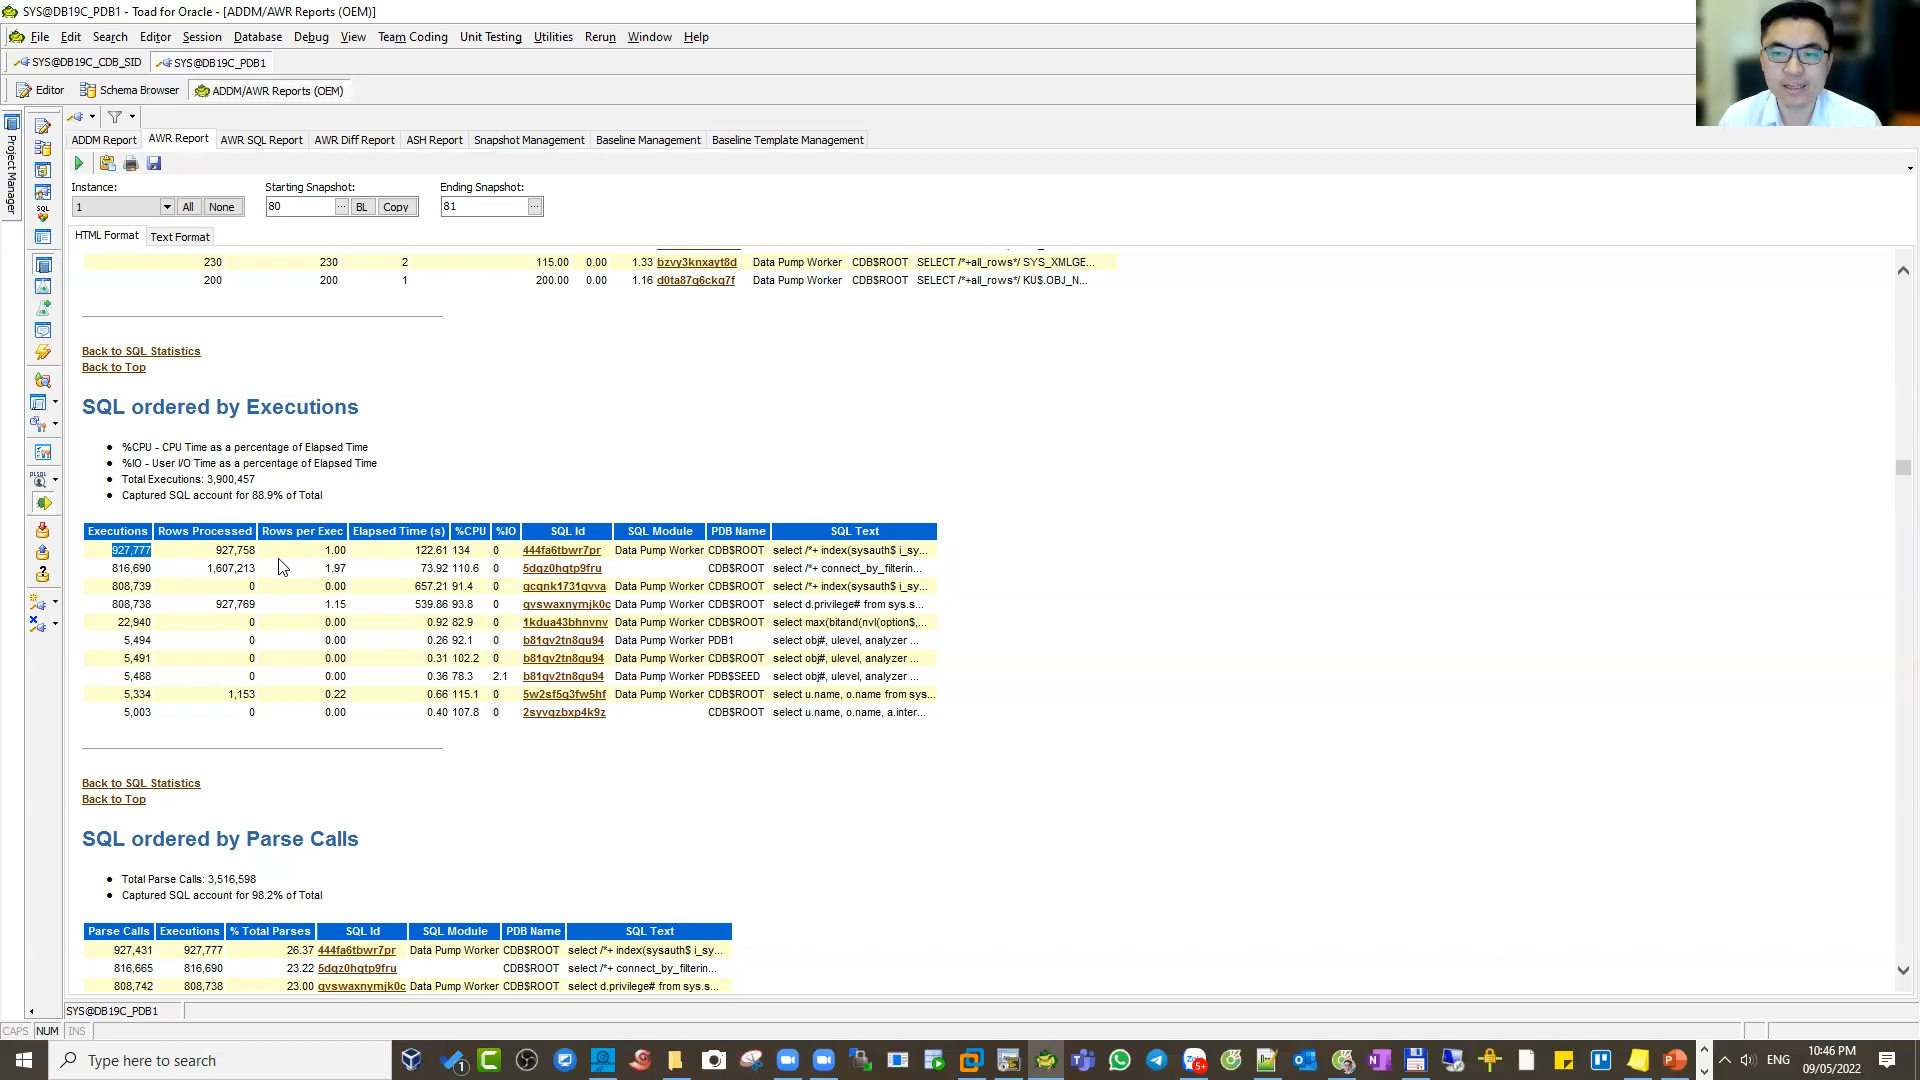 SYS@DB19C_PDB1 - Toad for Oracle - [ADDM/AWR Reports (OEM)]
File Edit Search Editor Session Database Debug View Team Coding Unit Testing Utilities Rerun Window Help
SYS@DB19C_CDB_SID SYS@DB19C_PDB1
Editor Schema Browser ADDM/AWR Reports (OEM)
Project Manager
ADDM Report AWR Report AWR SQL Report AWR Diff Report ASH Report Snapshot Management Baseline Management Baseline Template Management
Instance: Starting Snapshot: Ending Snapshot:
1 All None 80 ... BL Copy 81 ...
HTML Format Text Format
230 230 2 115.00 0.00 1.33 bzvy3knxayt8d Data Pump Worker CDB$ROOT SELECT /*+all_rows*/ SYS_XMLGE...
200 200 1 200.00 0.00 1.16 d0ta87q6ckq7f Data Pump Worker CDB$ROOT SELECT /*+all_rows*/ KU$.OBJ_N...
Back to SQL Statistics
Back to Top
SQL ordered by Executions
● %CPU - CPU Time as a percentage of Elapsed Time
● %IO - User I/O Time as a percentage of Elapsed Time
● Total Executions: 3,900,457
● Captured SQL account for 88.9% of Total
Executions Rows Processed Rows per Exec Elapsed Time (s) %CPU %IO SQL Id SQL Module PDB Name SQL Text
927,777 927,758 1.00 122.61 134 0 444fa6tbwr7pr Data Pump Worker CDB$ROOT select /*+ index(sysauth$ i_sy...
816,690 1,607,213 1.97 73.92 110.6 0 5dqz0hqtp9fru CDB$ROOT select /*+ connect_by_filterin...
808,739 0 0.00 657.21 91.4 0 gcqnk1731qvva Data Pump Worker CDB$ROOT select /*+ index(sysauth$ i_sy...
808,738 927,769 1.15 539.86 93.8 0 qvswaxnymjk0c Data Pump Worker CDB$ROOT select d.privilege# from sys.s...
22,940 0 0.00 0.92 82.9 0 1kdua43bhnvnv Data Pump Worker CDB$ROOT select max(bitand(nvl(option$,...
5,494 0 0.00 0.26 92.1 0 b81qv2tn8qu94 Data Pump Worker PDB1 select obj#, ulevel, analyzer ...
5,491 0 0.00 0.31 102.2 0 b81qv2tn8qu94 Data Pump Worker CDB$ROOT select obj#, ulevel, analyzer ...
5,488 0 0.00 0.36 78.3 2.1 b81qv2tn8qu94 Data Pump Worker PDB$SEED select obj#, ulevel, analyzer ...
5,334 1,153 0.22 0.66 115.1 0 5w2sf5q3fw5hf Data Pump Worker CDB$ROOT select u.name, o.name from sys...
5,003 0 0.00 0.40 107.8 0 2syvqzbxp4k9z CDB$ROOT select u.name, o.name, a.inter...
Back to SQL Statistics
Back to Top
SQL ordered by Parse Calls
● Total Parse Calls: 3,516,598
● Captured SQL account for 98.2% of Total
Parse Calls Executions % Total Parses SQL Id SQL Module PDB Name SQL Text
927,431 927,777 26.37 444fa6tbwr7pr Data Pump Worker CDB$ROOT select /*+ index(sysauth$ i_sy...
816,665 816,690 23.22 5dqz0hqtp9fru CDB$ROOT select /*+ connect_by_filterin...
808,742 808,738 23.00 qvswaxnymjk0c Data Pump Worker CDB$ROOT select d.privilege# from sys.s...
SYS@DB19C_PDB1
CAPS NUM INS
Type here to search
ENG 10:46 PM
09/05/2022